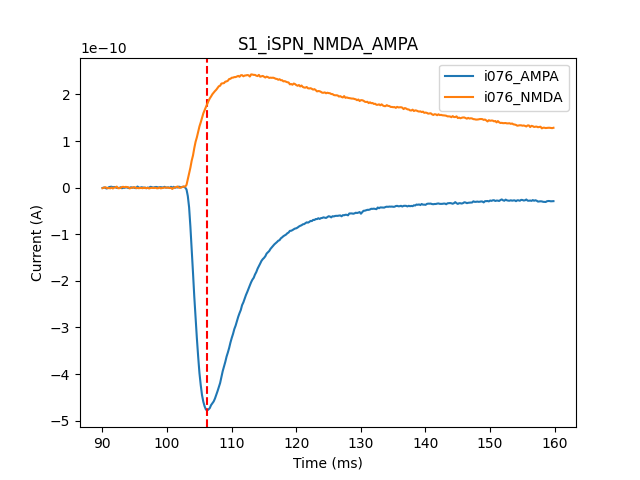 S1_iSPN_NMDA_AMPA
1e−10
i076_AMPA
i076_NMDA
2
1
0
−1
−2
−3
−4
−5
Current (A)
90 100 110 120 130 140 150 160
Time (ms)